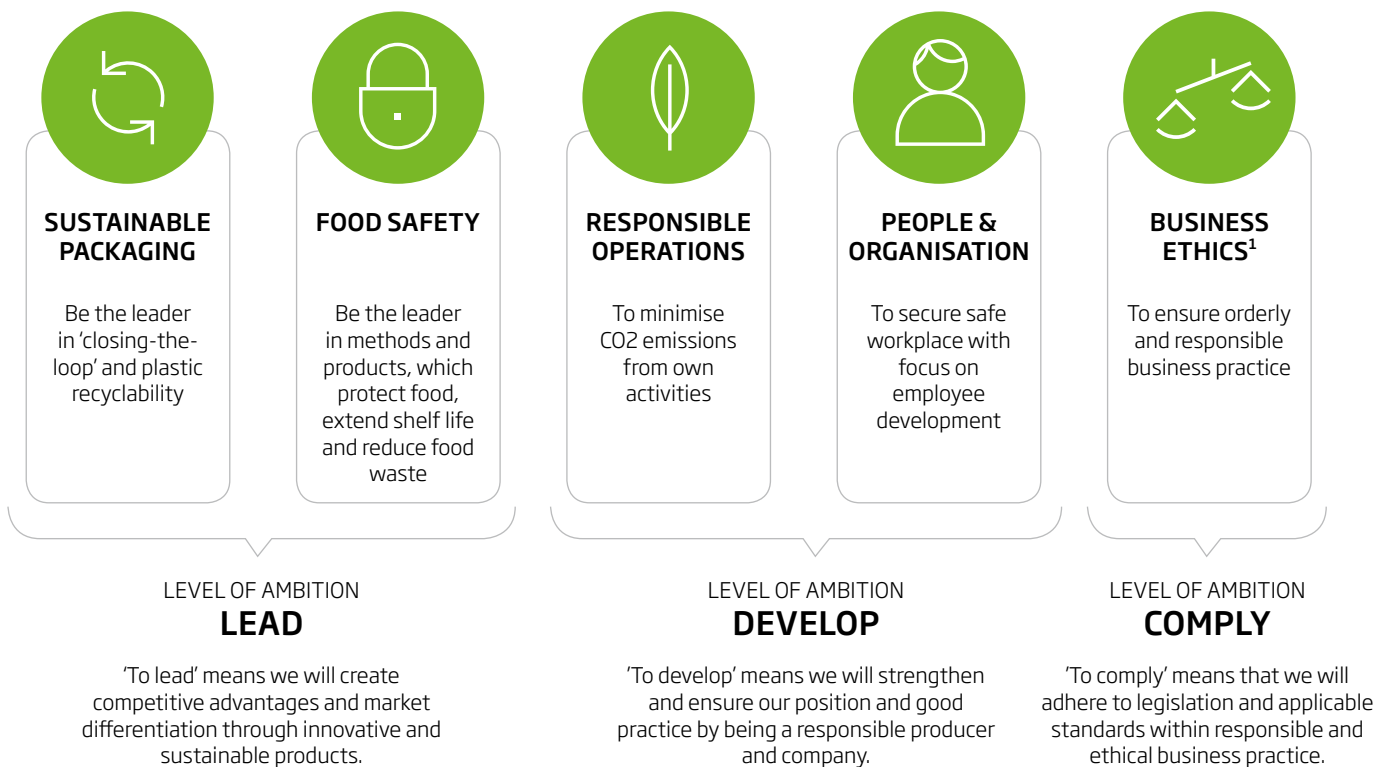 SUSTAINABLE
PACKAGING
Be the leader
in ‘closing-the-
loop’ and plastic
recyclability
FOOD SAFETY
Be the leader
in methods and
products, which
protect food,
extend shelf life
and reduce food
waste
RESPONSIBLE
OPERATIONS
To minimise
CO2 emissions
from own
activities
PEOPLE &
ORGANISATION
To secure safe
workplace with
focus on
employee
development
BUSINESS
ETHICS¹
To ensure orderly
and responsible
business practice
LEVEL OF AMBITION
LEAD
‘To lead’ means we will create
competitive advantages and market
differentiation through innovative and
sustainable products.
LEVEL OF AMBITION
DEVELOP
’To develop’ means we will strengthen
and ensure our position and good
practice by being a responsible producer
and company.
LEVEL OF AMBITION
COMPLY
’To comply’ means that we will
adhere to legislation and applicable
standards within responsible and
ethical business practice.